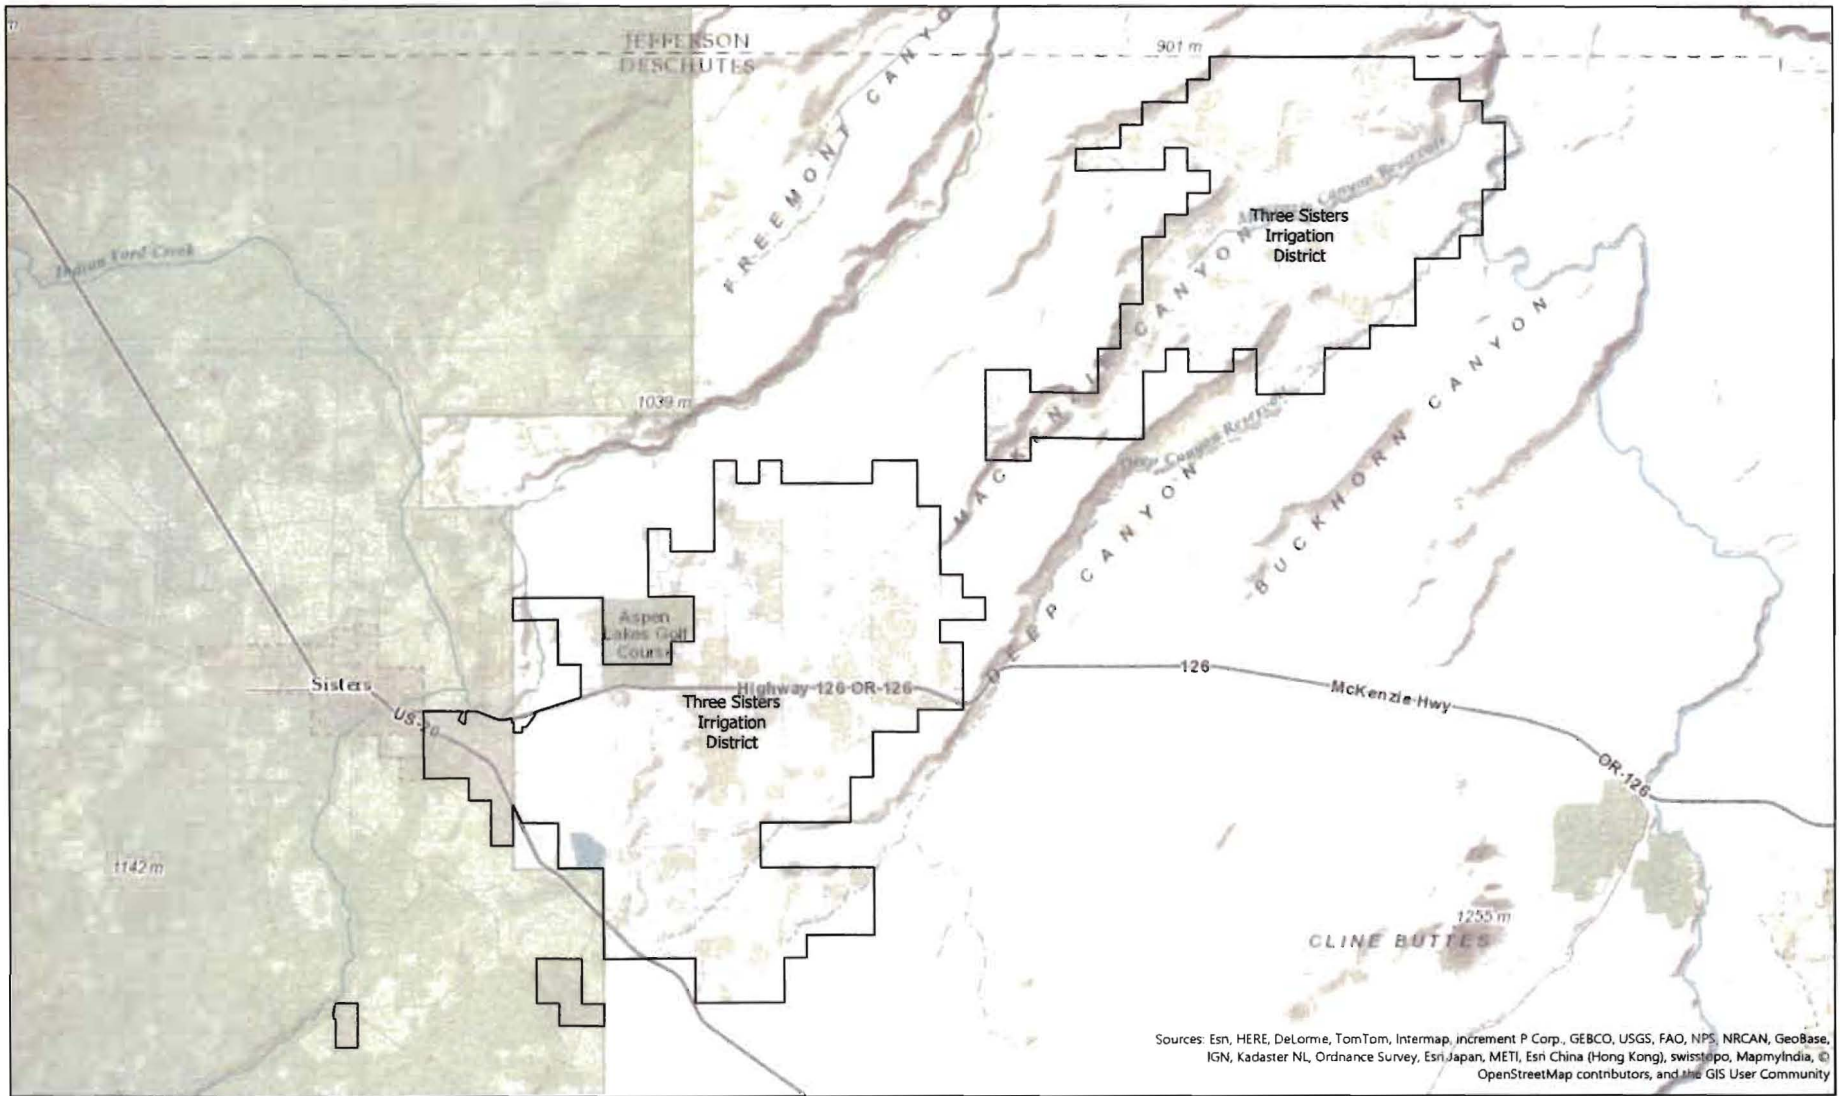 JEFFERSON
DESCHUTES
901 m
FREEMONT CANYO
Indian Ford Creek
Canyon Reservoir
Three Sisters
Irrigation
District
MACKENZIE CANYON
1039 m
Deep Canyon Reservoir
DEEP CANYON
BUCKHORN CANYON
Aspen
Lakes Golf
Course
Sisters
US-20
Highway-126 OR-126
126
McKenzie Hwy
OR-126
Three Sisters
Irrigation
District
1142 m
1255 m
CLINE BUTTES
Sources: Esri, HERE, DeLorme, TomTom, Intermap, increment P Corp., GEBCO, USGS, FAO, NPS, NRCAN, GeoBase,
IGN, Kadaster NL, Ordnance Survey, Esri Japan, METI, Esri China (Hong Kong), swisstopo, MapmyIndia, ©
OpenStreetMap contributors, and the GIS User Community